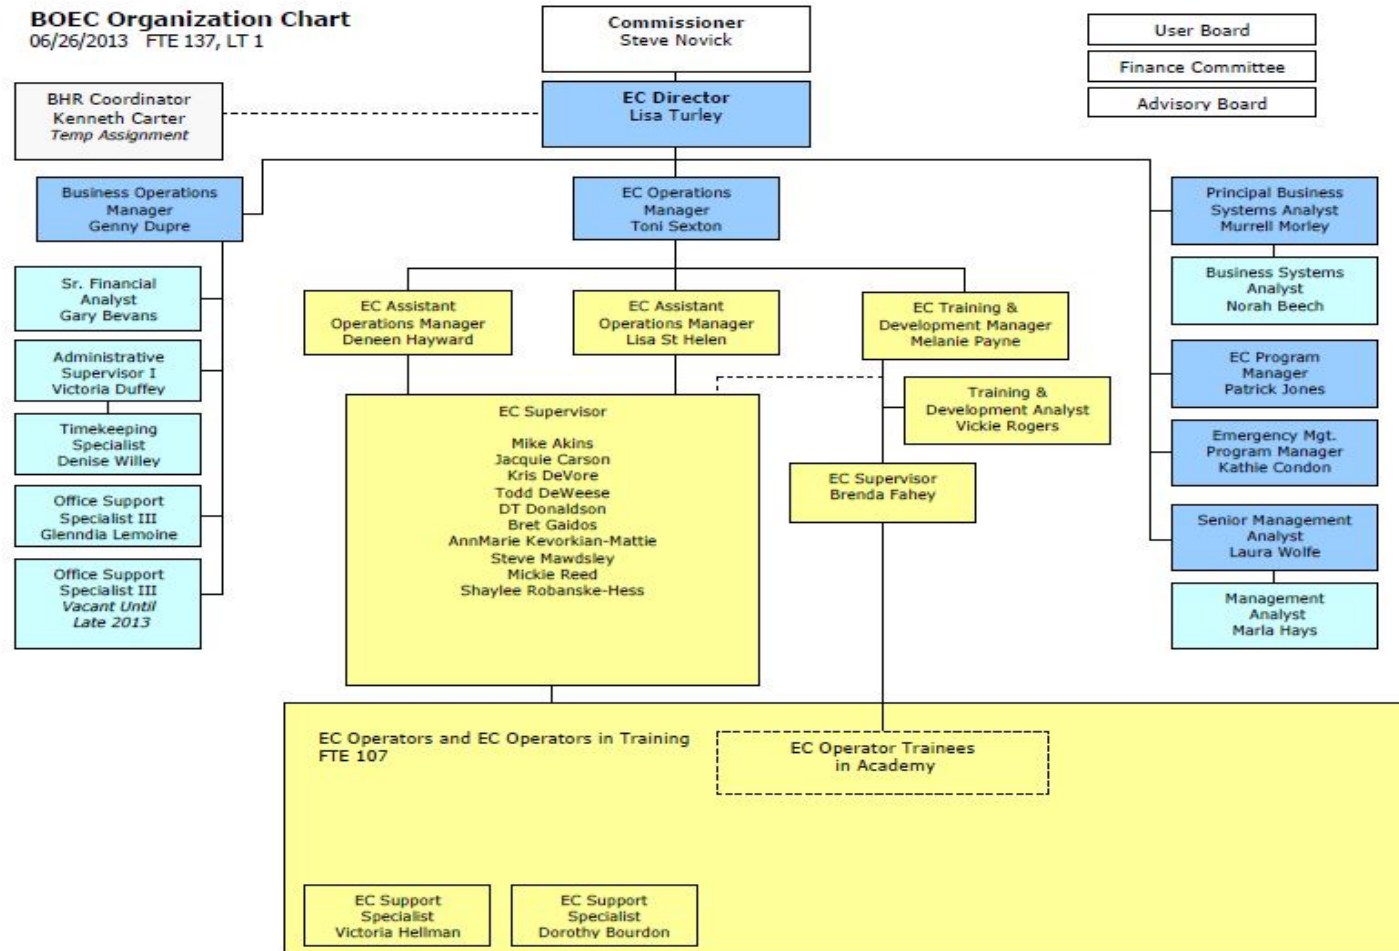 BOEC Organization Chart
06/26/2013 FTE 137, LT 1
Commissioner
Steve Novick
User Board
Finance Committee
Advisory Board
BHR Coordinator
Kenneth Carter
Temp Assignment
EC Director
Lisa Turley
Business Operations
Manager
Genny Dupre
EC Operations
Manager
Toni Sexton
Principal Business
Systems Analyst
Murrell Morley
Sr. Financial
Analyst
Gary Bevans
Administrative
Supervisor I
Victoria Duffey
Timekeeping
Specialist
Denise Willey
Office Support
Specialist III
Glenndia Lemoine
Office Support
Specialist III
Vacant Until
Late 2013
EC Assistant
Operations Manager
Deneen Hayward
EC Assistant
Operations Manager
Lisa St Helen
EC Training &
Development Manager
Melanie Payne
Training &
Development Analyst
Vickie Rogers
EC Supervisor
Brenda Fahey
EC Supervisor
Mike Akins
Jacquie Carson
Kris DeVore
Todd DeWeese
DT Donaldson
Bret Gaidos
AnnMarie Kevorkian-Mattie
Steve Mawdsley
Mickie Reed
Shaylee Robanske-Hess
Business Systems
Analyst
Norah Beech
EC Program
Manager
Patrick Jones
Emergency Mgt.
Program Manager
Kathie Condon
Senior Management
Analyst
Laura Wolfe
Management
Analyst
Marla Hays
EC Operators and EC Operators in Training
FTE 107
EC Operator Trainees
in Academy
EC Support
Specialist
Victoria Hellman
EC Support
Specialist
Dorothy Bourdon